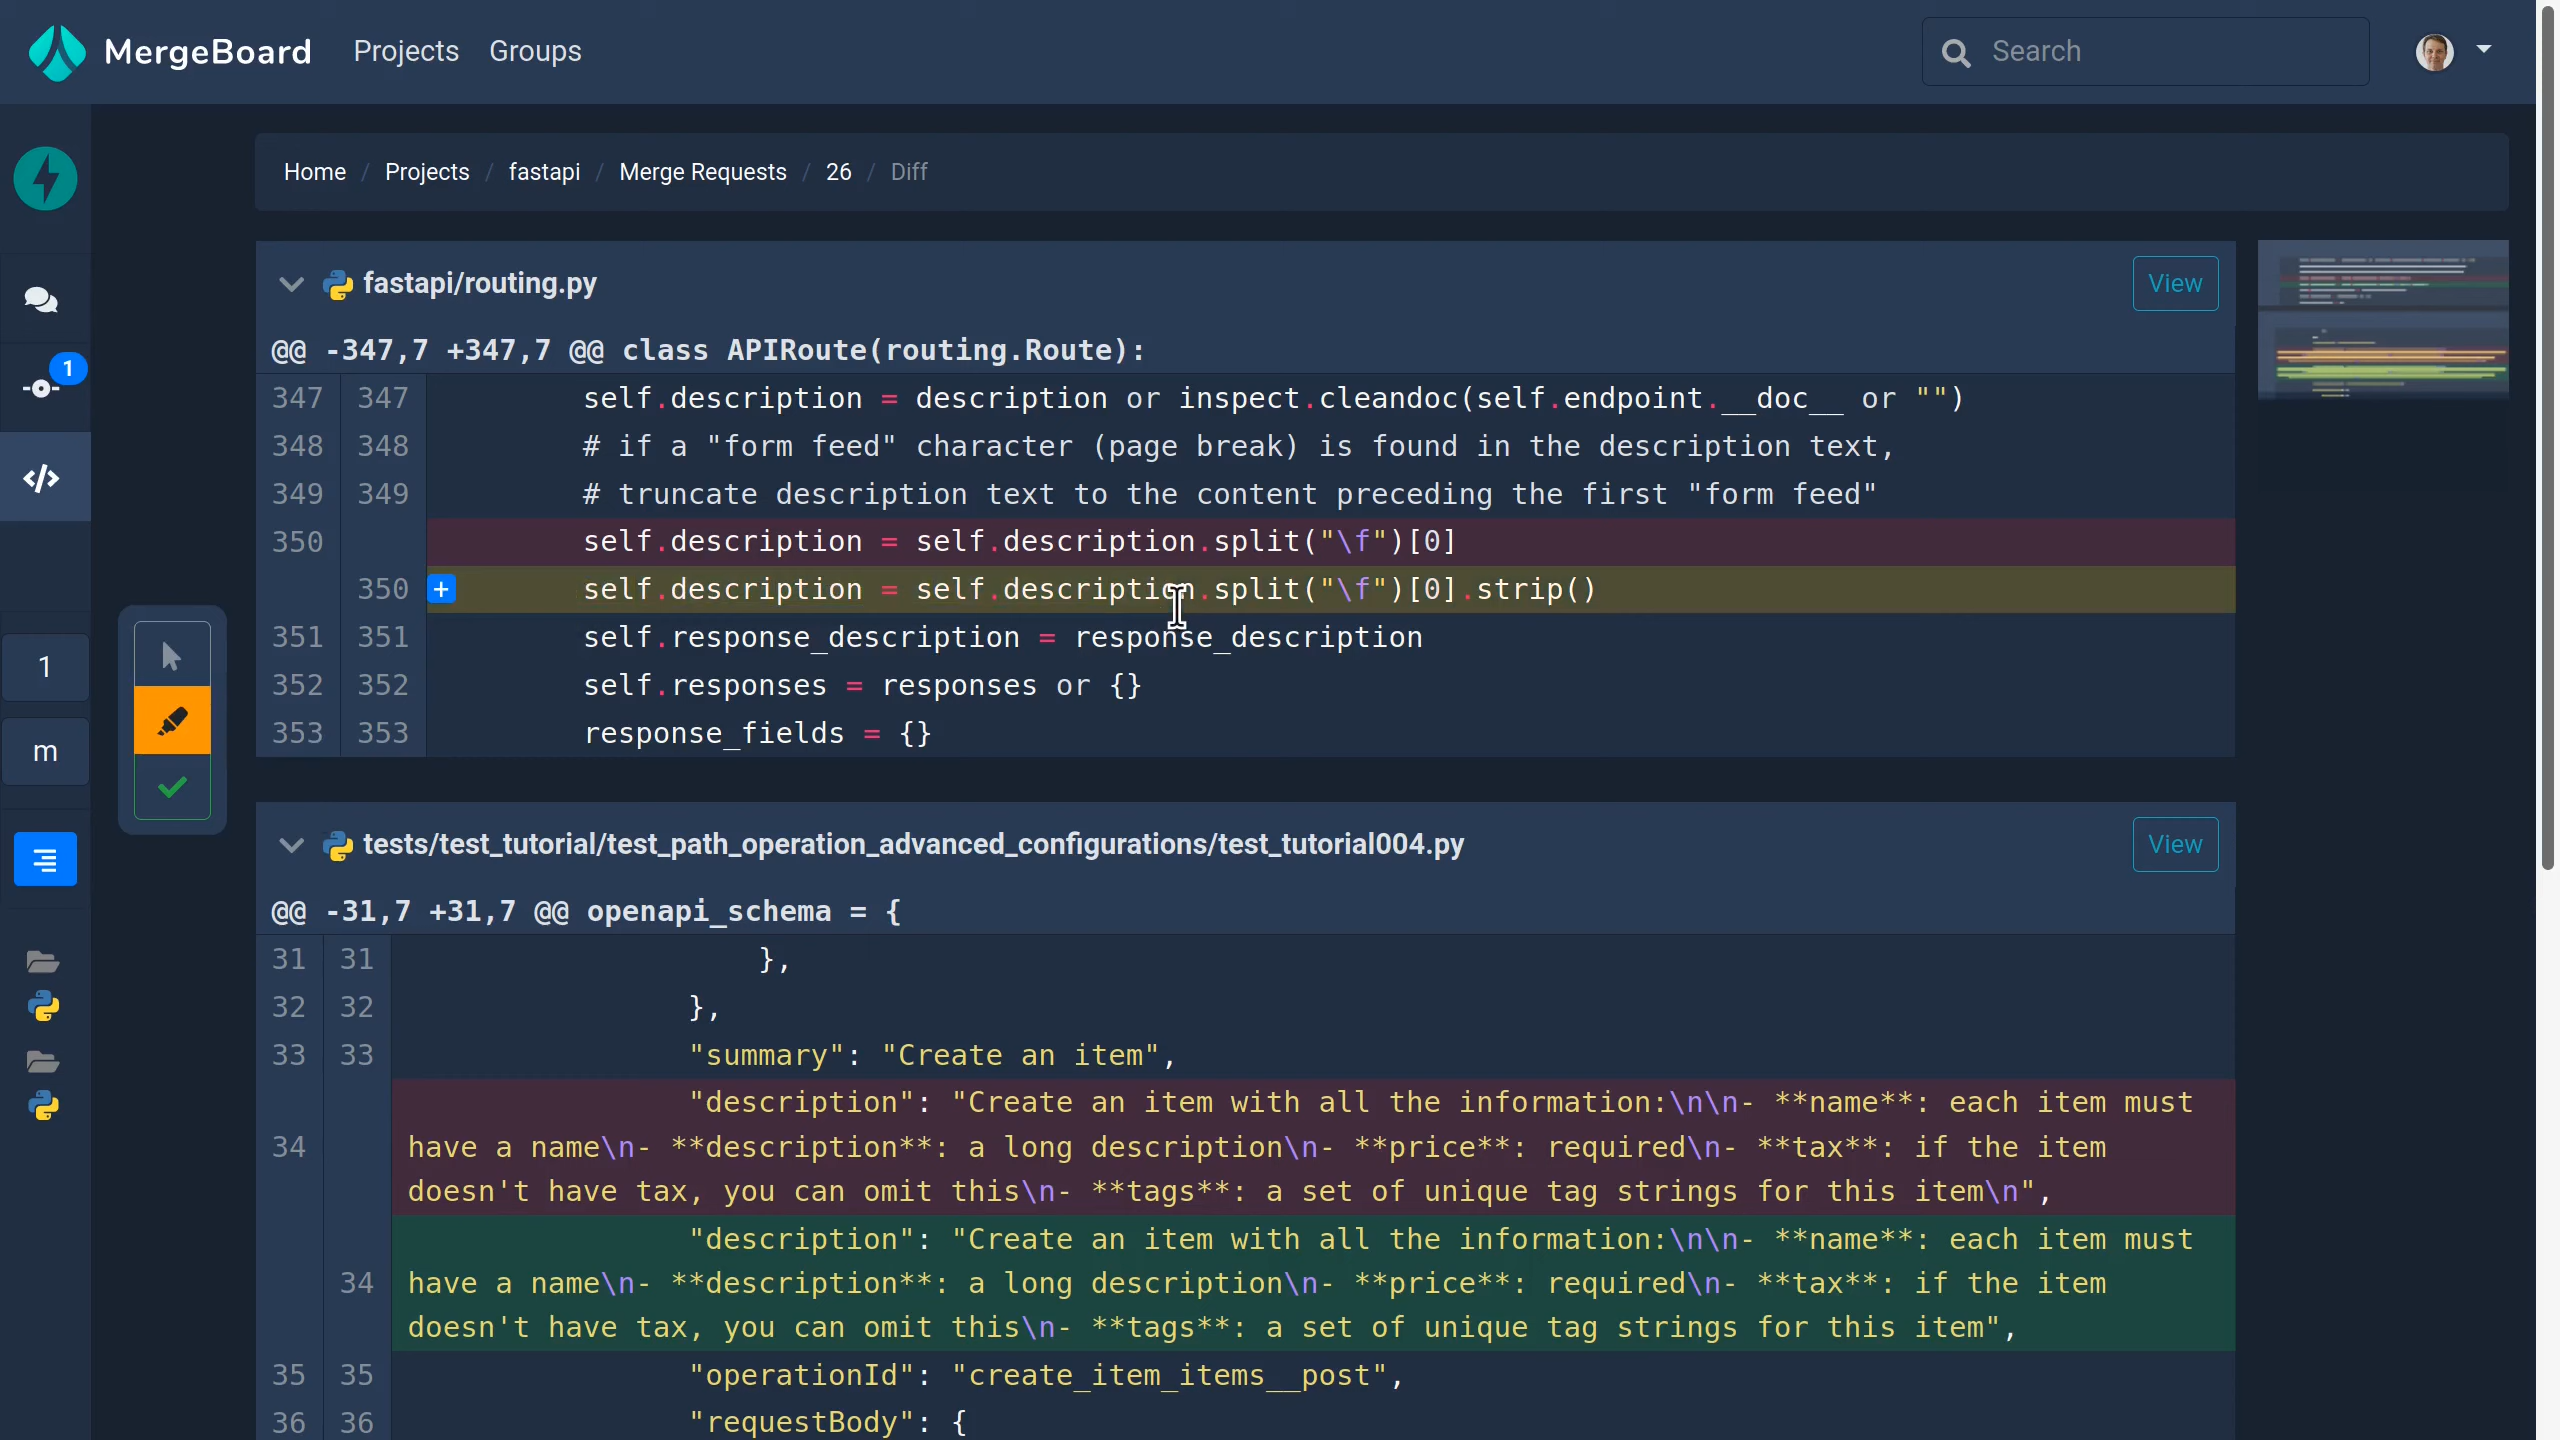 MergeBoard Projects Groups Search
Home / Projects / fastapi / Merge Requests / 26 / Diff
fastapi/routing.py View
@@ -347,7 +347,7 @@ class APIRoute(routing.Route):
347 347 self.description = description or inspect.cleandoc(self.endpoint.__doc__ or "")
348 348 # if a "form feed" character (page break) is found in the description text,
349 349 # truncate description text to the content preceding the first "form feed"
350 self.description = self.description.split("\f")[0]
350 + self.description = self.description.split("\f")[0].strip()
351 351 self.response_description = response_description
352 352 self.responses = responses or {}
353 353 response_fields = {}
1
1
m
tests/test_tutorial/test_path_operation_advanced_configurations/test_tutorial004.py View
@@ -31,7 +31,7 @@ openapi_schema = {
31 31 },
32 32 },
33 33 "summary": "Create an item",
"description": "Create an item with all the information:\n\n- **name**: each item must
34 have a name\n- **description**: a long description\n- **price**: required\n- **tax**: if the item
doesn't have tax, you can omit this\n- **tags**: a set of unique tag strings for this item\n",
"description": "Create an item with all the information:\n\n- **name**: each item must
34 have a name\n- **description**: a long description\n- **price**: required\n- **tax**: if the item
doesn't have tax, you can omit this\n- **tags**: a set of unique tag strings for this item",
35 35 "operationId": "create_item_items__post",
36 36 "requestBody": {